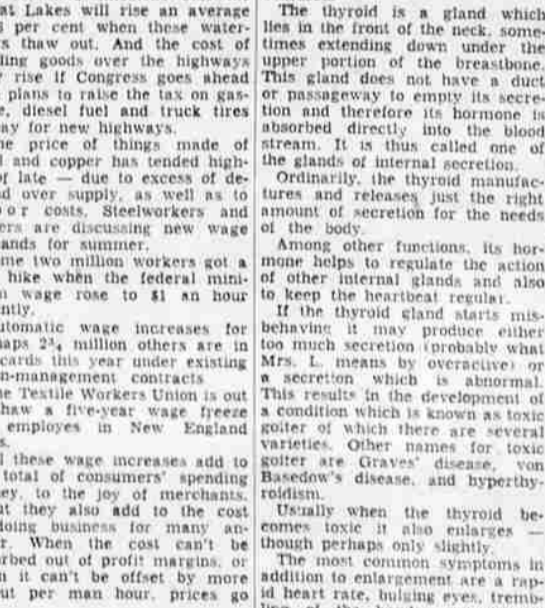 at Lakes will rise an average
per cent when these water-
s thaw out. And the cost of
ling goods over the highways
rise if Congress goes ahead
plans to raise the tax on gas-
e, diesel fuel and truck tires
ay for new highways.
he price of things made of
l and copper has tended high-
of late — due to excess of de-
nd over supply, as well as to
o r costs. Steelworkers and
ers are discussing new wage
ands for summer.
me two million workers got a
hike when the federal mini-
m wage rose to $1 an hour
ntly.
utomatic wage increases for
haps 2¾ million others are in
cards this year under existing
n-management contracts
he Textile Workers Union is out
thaw a five-year wage freeze
employes in New England
s.
l these wage increases add to
total of consumers' spending
ey, to the joy of merchants.
ut they also add to the cost
doing business for many an-
r. When the cost can't be
rbed out of profit margins, or
n it can't be offset by more
ut per man hour, prices go
The thyroid is a gland which
lies in the front of the neck, some-
times extending down under the
upper portion of the breastbone.
This gland does not have a duct
or passageway to empty its secre-
tion and therefore its hormone is
absorbed directly into the blood
stream. It is thus called one of
the glands of internal secretion.
Ordinarily, the thyroid manufac-
tures and releases just the right
amount of secretion for the needs
of the body.
Among other functions, its hor-
mone helps to regulate the action
of other internal glands and also
to keep the heartbeat regular.
If the thyroid gland starts mis-
behaving it may produce either
too much secretion (probably what
Mrs. L. means by overactive) or
a secretion which is abnormal.
This results in the development of
a condition which is known as toxic
goiter of which there are several
varieties. Other names for toxic
goiter are Graves' disease, von
Basedow's disease, and hyperthy-
roidism.
Usually when the thyroid be-
comes toxic it also enlarges —
though perhaps only slightly.
The most common symptoms in
addition to enlargement are a rap-
id heart rate, bulging eyes, tremb-